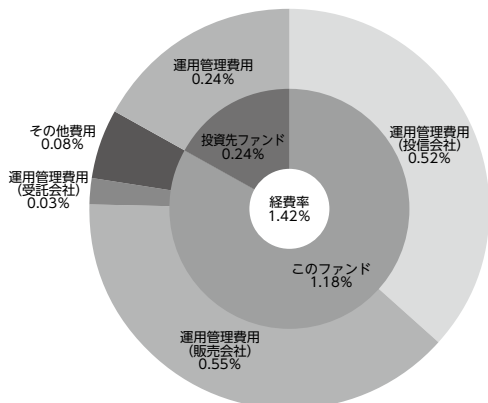 運用管理費用
0.24%
その他費用
0.08%
投資先ファンド
0.24%
運用管理費用
(投信会社)
0.52%
運用管理費用
(受託会社)
0.03%
経費率
1.42%
このファンド
1.18%
運用管理費用
(販売会社)
0.55%